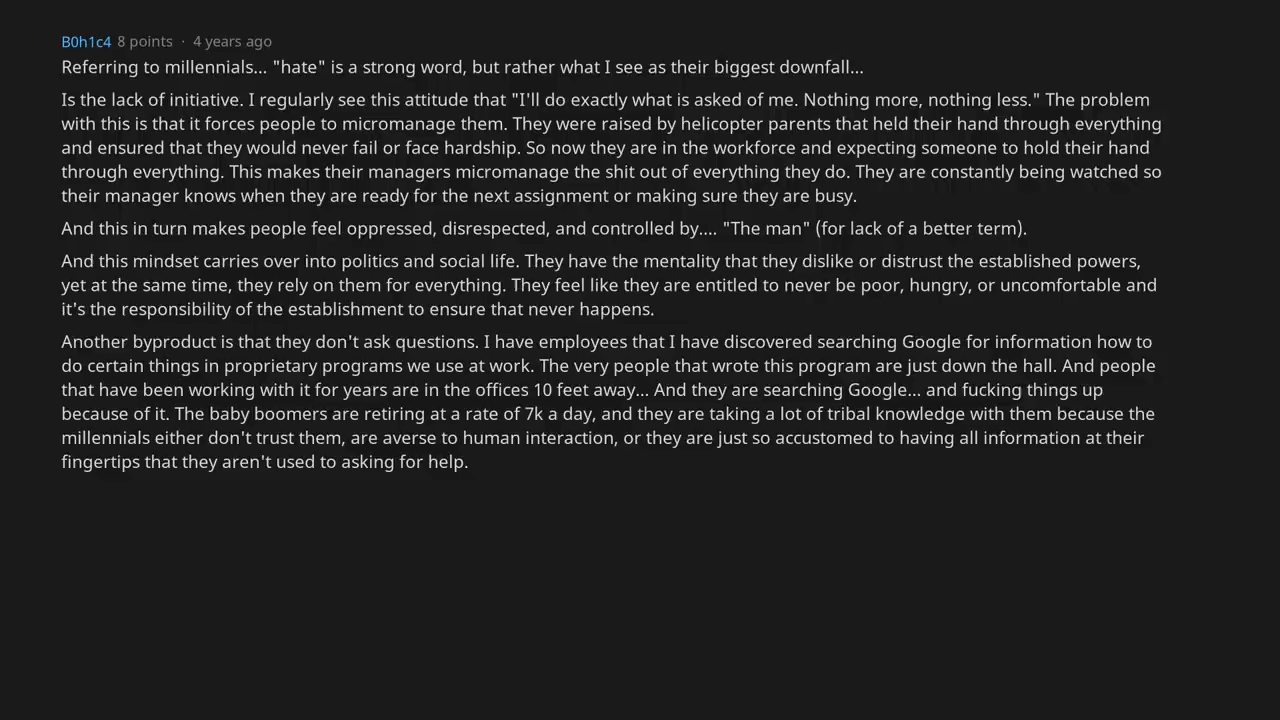 B0h1c4 8 points · 4 years ago
Referring to millennials... "hate" is a strong word, but rather what I see as their biggest downfall...
Is the lack of initiative. I regularly see this attitude that "I'll do exactly what is asked of me. Nothing more, nothing less." The problem
with this is that it forces people to micromanage them. They were raised by helicopter parents that held their hand through everything
and ensured that they would never fail or face hardship. So now they are in the workforce and expecting someone to hold their hand
through everything. This makes their managers micromanage the shit out of everything they do. They are constantly being watched so
their manager knows when they are ready for the next assignment or making sure they are busy.
And this in turn makes people feel oppressed, disrespected, and controlled by.... "The man" (for lack of a better term).
And this mindset carries over into politics and social life. They have the mentality that they dislike or distrust the established powers,
yet at the same time, they rely on them for everything. They feel like they are entitled to never be poor, hungry, or uncomfortable and
it's the responsibility of the establishment to ensure that never happens.
Another byproduct is that they don't ask questions. I have employees that I have discovered searching Google for information how to
do certain things in proprietary programs we use at work. The very people that wrote this program are just down the hall. And people
that have been working with it for years are in the offices 10 feet away... And they are searching Google... and fucking things up
because of it. The baby boomers are retiring at a rate of 7k a day, and they are taking a lot of tribal knowledge with them because the
millennials either don't trust them, are averse to human interaction, or they are just so accustomed to having all information at their
fingertips that they aren't used to asking for help.